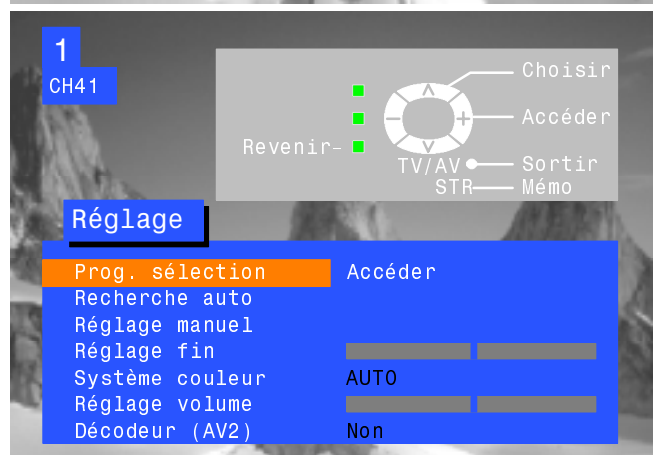 1
CH41
Choisir
Accéder
Revenir–
TV/AV
Sortir
STR
Mémo
Réglage
Prog. sélection Accéder
Recherche auto
Réglage manuel
Réglage fin
Système couleur AUTO
Réglage volume
Décodeur (AV2) Non